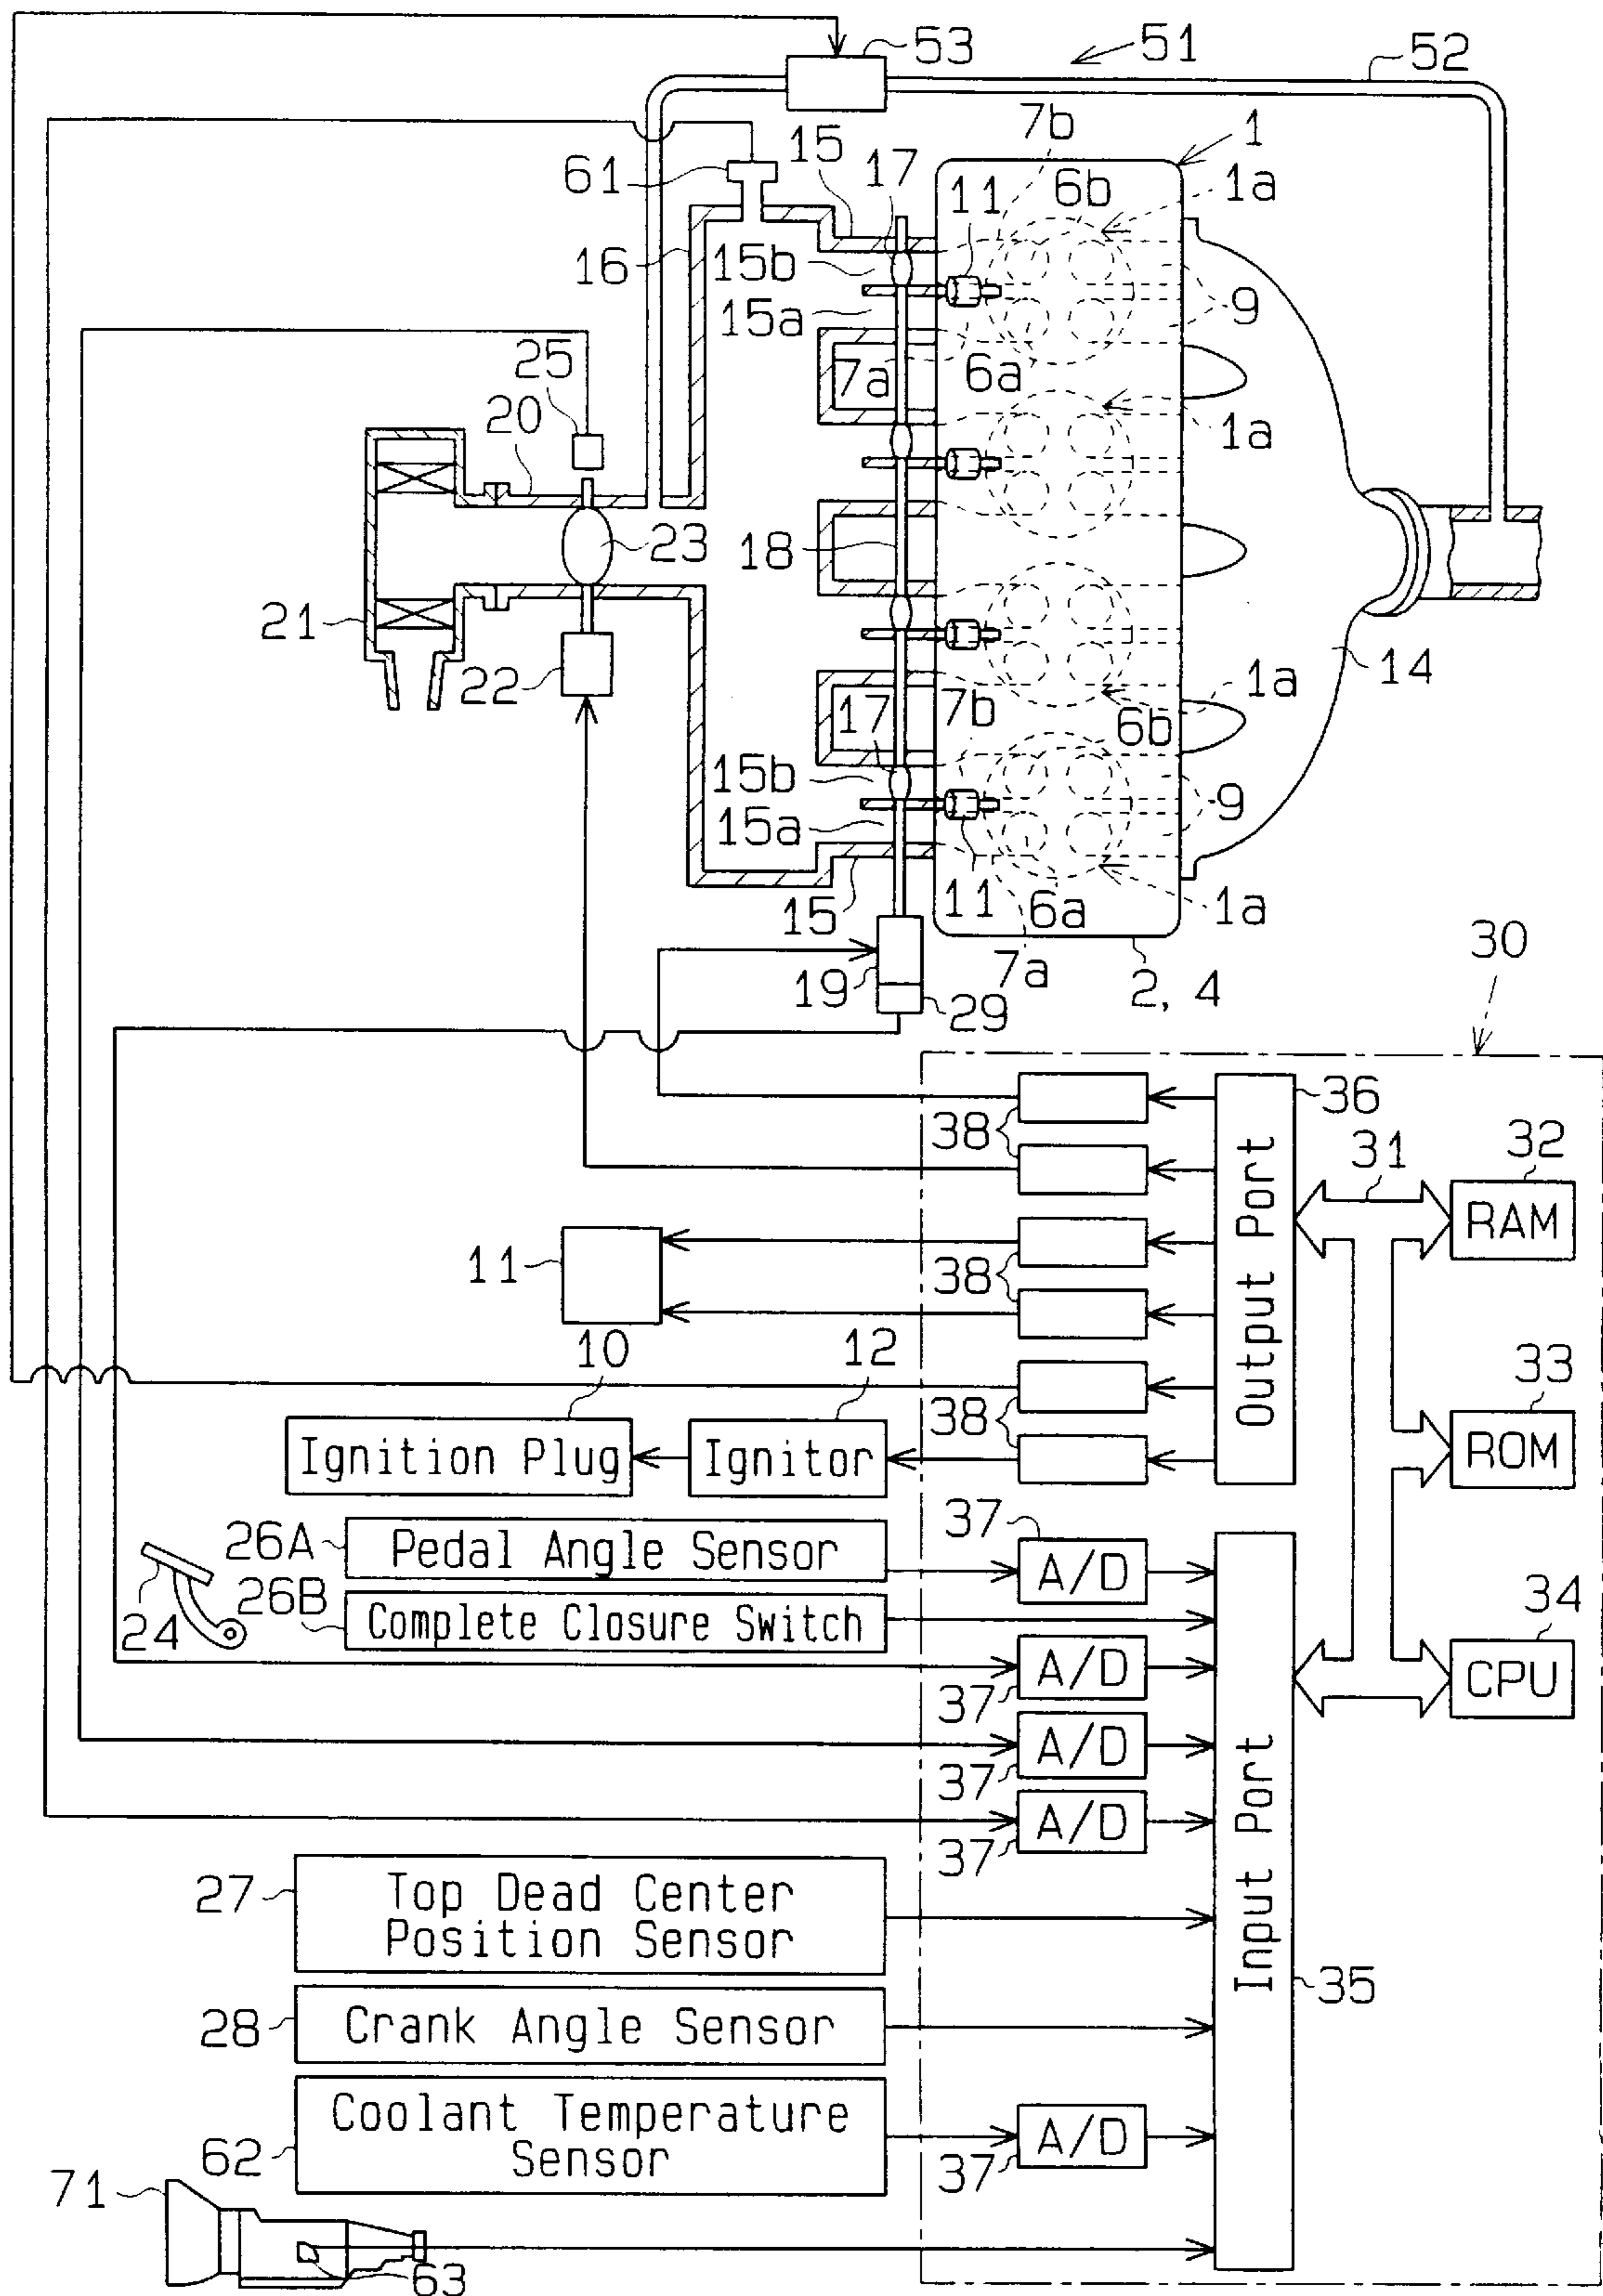 53
51
52
7b
1
15
17
61
11
6b
1a
16
15b
9
15a
7a
6a
25
20
1a
18
23
21
22
17
7b
1a
14
6b
15b
9
15a
15
11
6a
1a
7a
19
29
2, 4
30
36
38
31
32
RAM
11
38
Output Port
10
12
33
38
ROM
Ignition Plug
Ignitor
26A
Pedal Angle Sensor
37
A/D
24
26B
Complete Closure Switch
34
A/D
CPU
37
A/D
37
A/D
37
Input Port
27
Top Dead Center
Position Sensor
35
28
Crank Angle Sensor
62
Coolant Temperature
Sensor
A/D
37
71
63